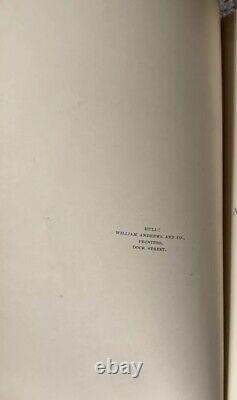 HULL:
WILLIAM ANDREWS AND CO.,
PRINTERS,
DOCK STREET.
A
ebay